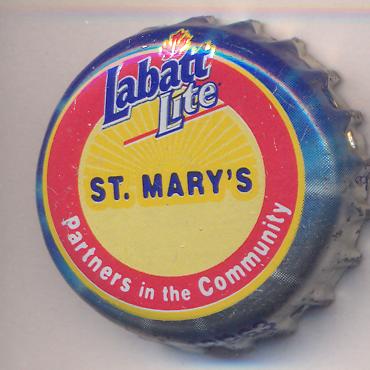 Labatt
Lite
ST. MARY'S
Partners in the Community